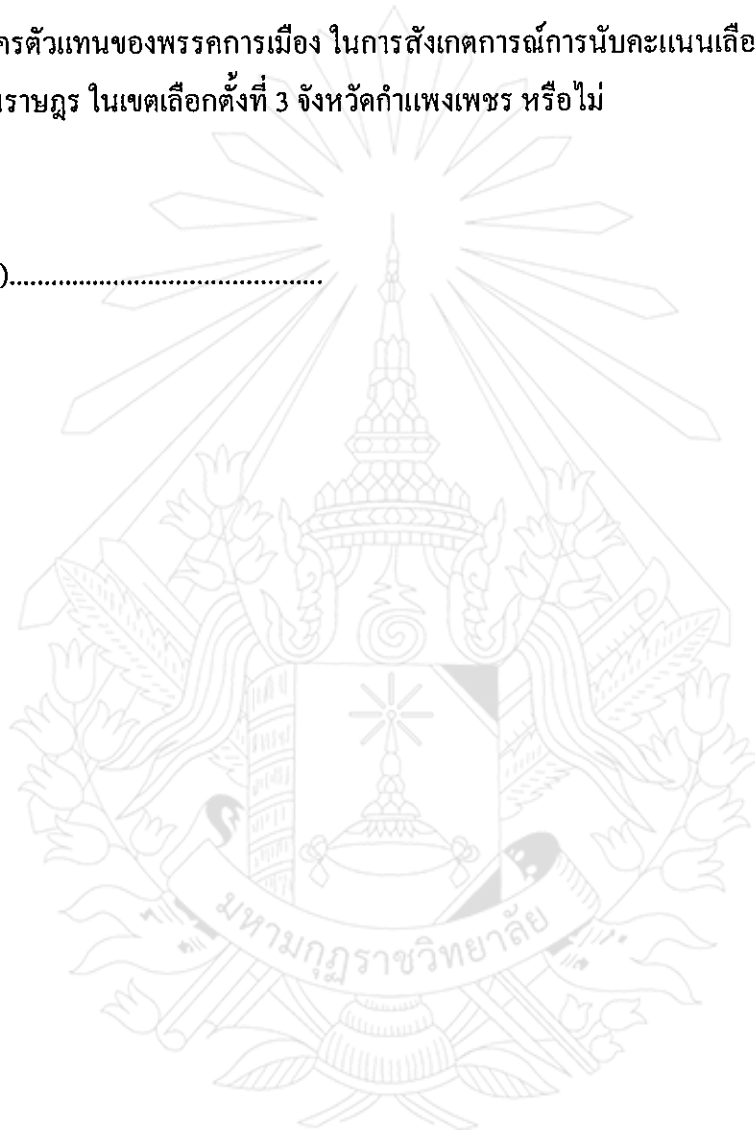 ครตัวแทนของพรรคการเมือง ในการสังเกตการณ์การนับคะแนนเลือ
ราษฎร ในเขตเลือกตั้งที่ 3 จังหวัดกำแพงเพชร หรือไม่
).............................................
มหามกุฏราชวิทยาลัย